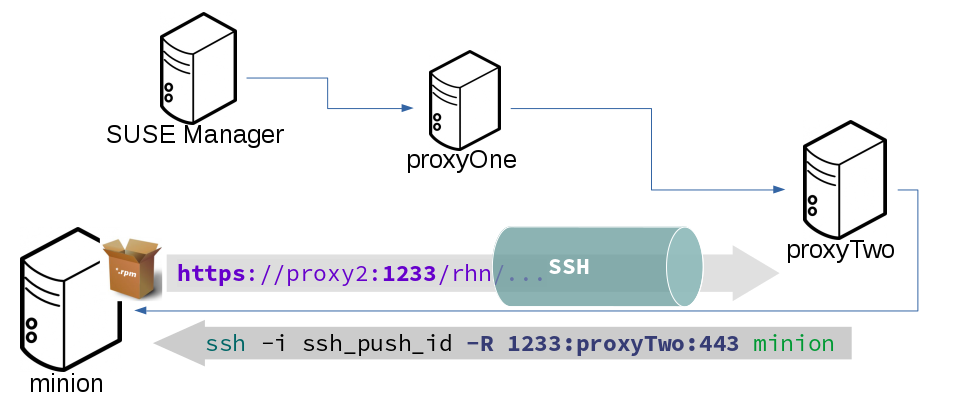 SUSE Manager
proxyOne
proxyTwo
*.rpm
https://proxy2:1233/rhn/...
SSH
ssh -i ssh_push_id -R 1233:proxyTwo:443 minion
minion